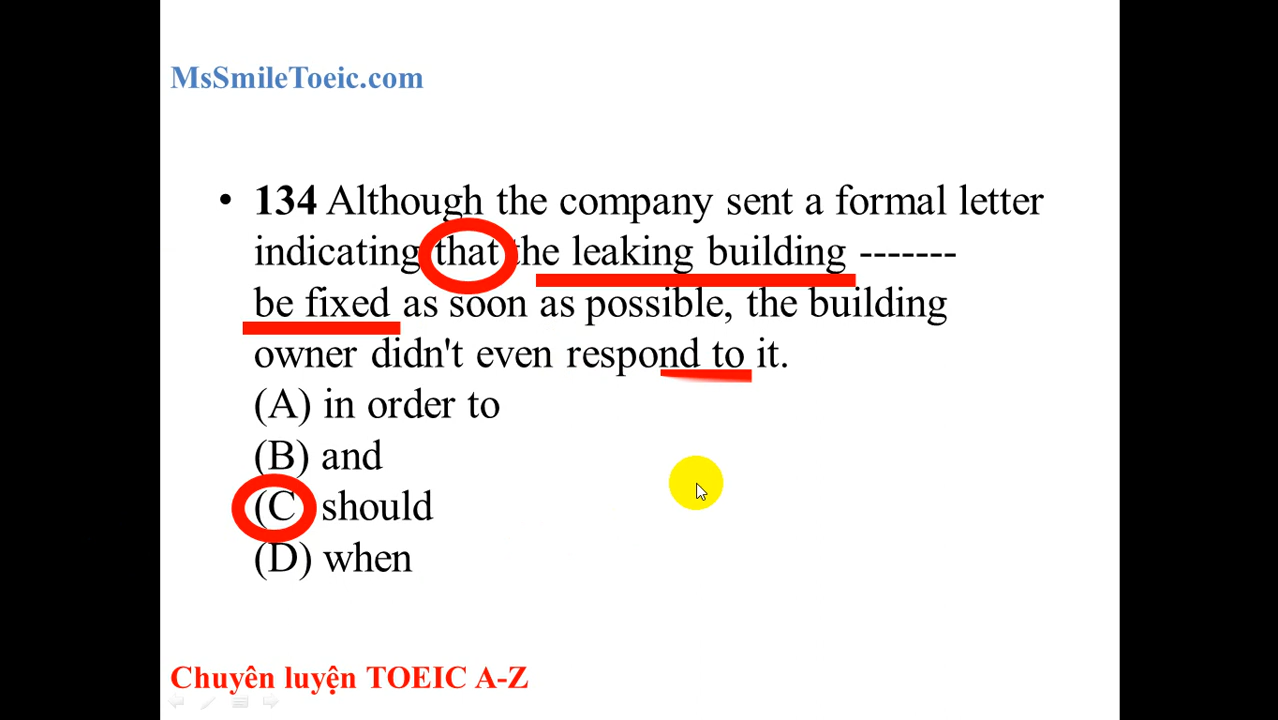 MsSmileToeic.com
• 134 Although the company sent a formal letter
indicating that the leaking building -------
be fixed as soon as possible, the building
owner didn't even respond to it.
(A) in order to
(B) and
(C) should
(D) when
Chuyên luyện TOEIC A-Z